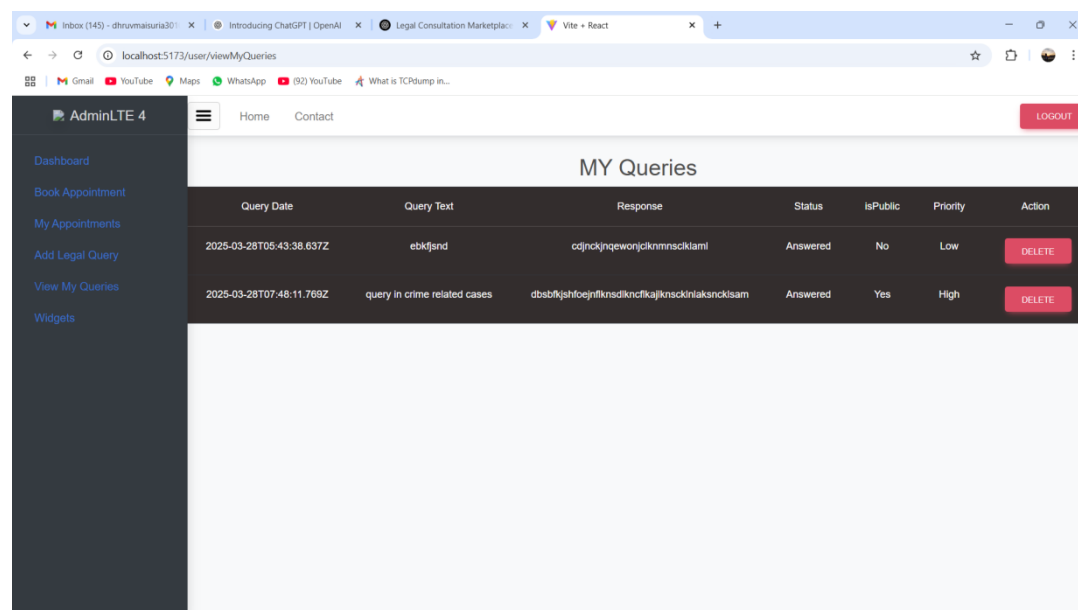 Inbox (145) - dhruvmaisuria301
Introducing ChatGPT | OpenAI
Legal Consultation Marketplace
Vite + React
localhost:5173/user/viewMyQueries
Gmail
YouTube
Maps
WhatsApp
(92) YouTube
What is TCPdump in...
AdminLTE 4
Home
Contact
LOGOUT
Dashboard
Book Appointment
My Appointments
Add Legal Query
View My Queries
Widgets
MY Queries
Query Date Query Text Response Status isPublic Priority Action
2025-03-28T05:43:38.637Z ebkfjsnd cdjnckjnqewonjclknmnsclklaml Answered No Low DELETE
2025-03-28T07:48:11.769Z query in crime related cases dbsbfkjshfoejnflknsdlkncflkajlknscklnlaksncklsam Answered Yes High DELETE